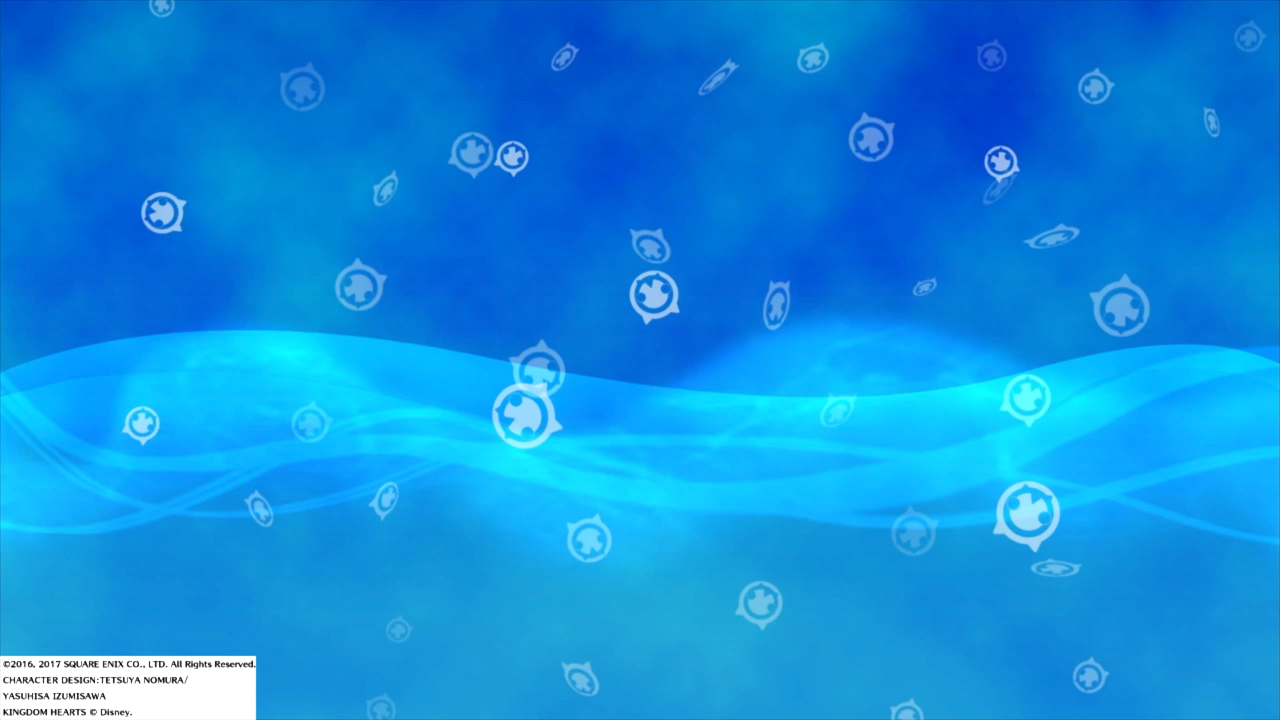 ©2016, 2017 SQUARE ENIX CO., LTD. All Rights Reserved.
CHARACTER DESIGN:TETSUYA NOMURA/
YASUHISA IZUMISAWA
KINGDOM HEARTS © Disney.